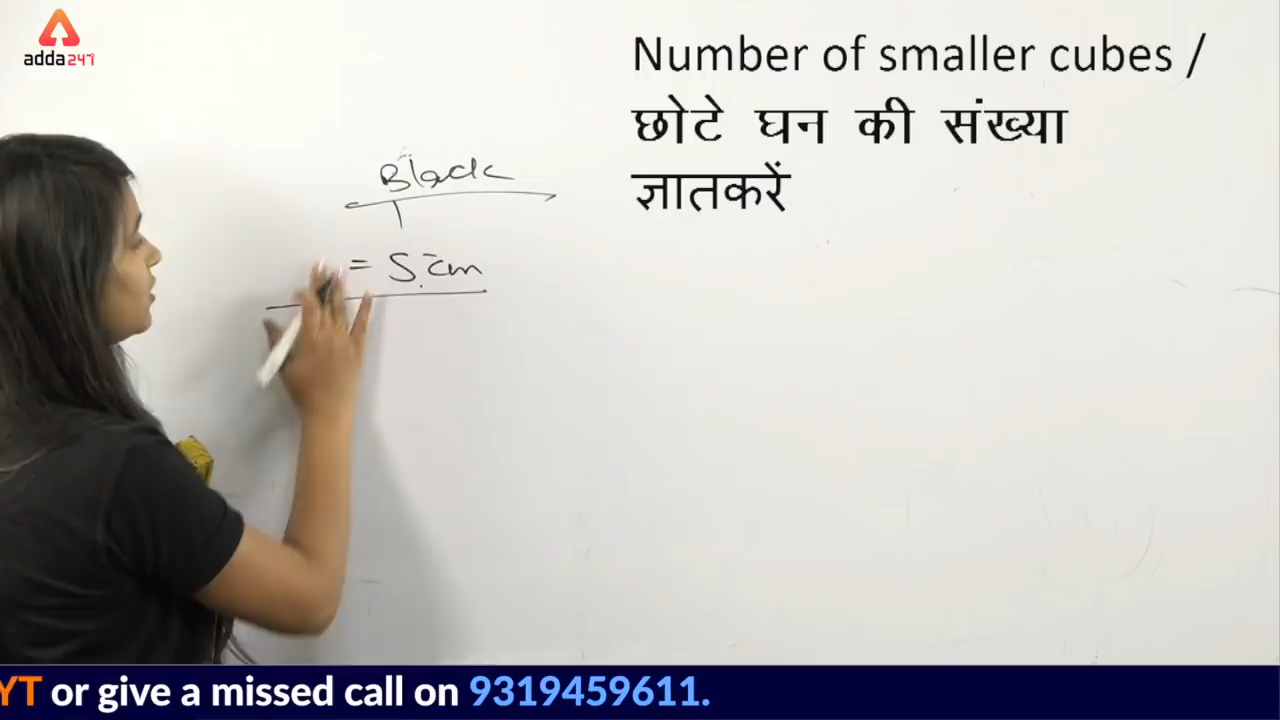 adda247
Number of smaller cubes /
छोटे घन की संख्या
ज्ञातकरें
Black
= 5 cm
YT or give a missed call on 9319459611.